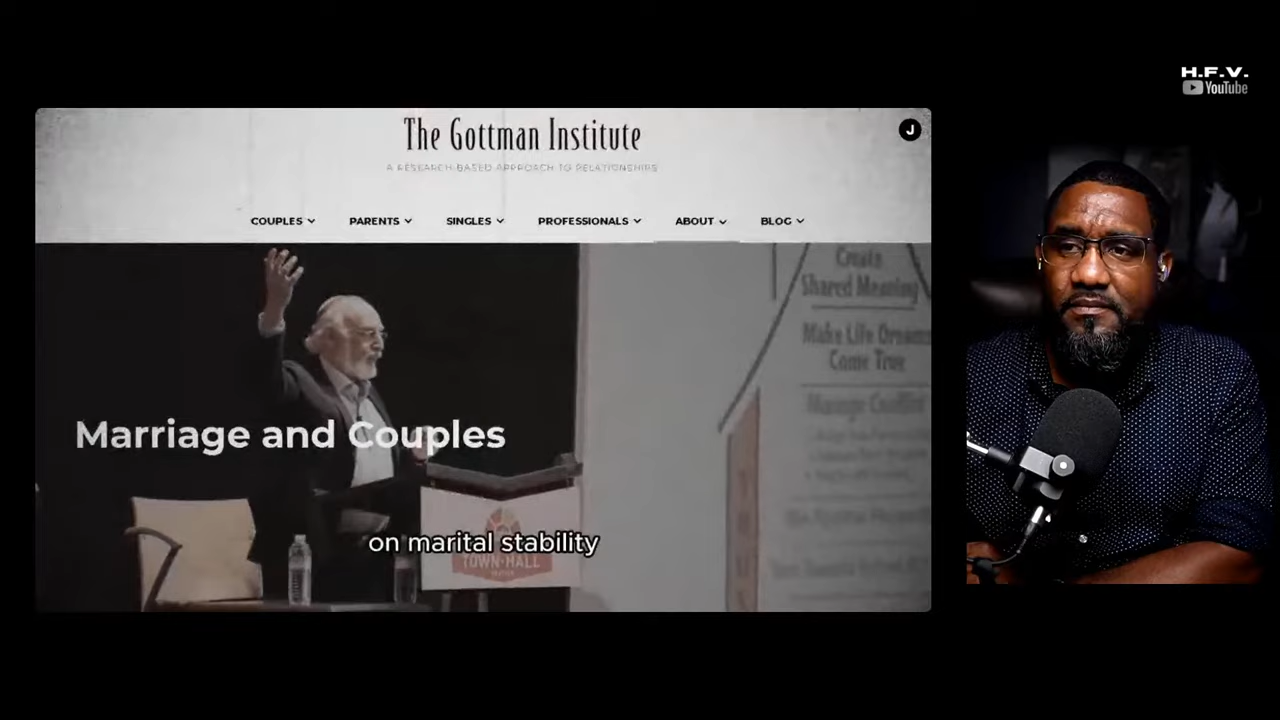 H.F.V.
YouTube
The Gottman Institute
J
A RESEARCH-BASED APPROACH TO RELATIONSHIPS
COUPLES
PARENTS
SINGLES
PROFESSIONALS
ABOUT
BLOG
Create
Shared Meaning
Make Life Dreams
Come True
Manage Conflict
Marriage and Couples
on marital stability
TOWN HALL